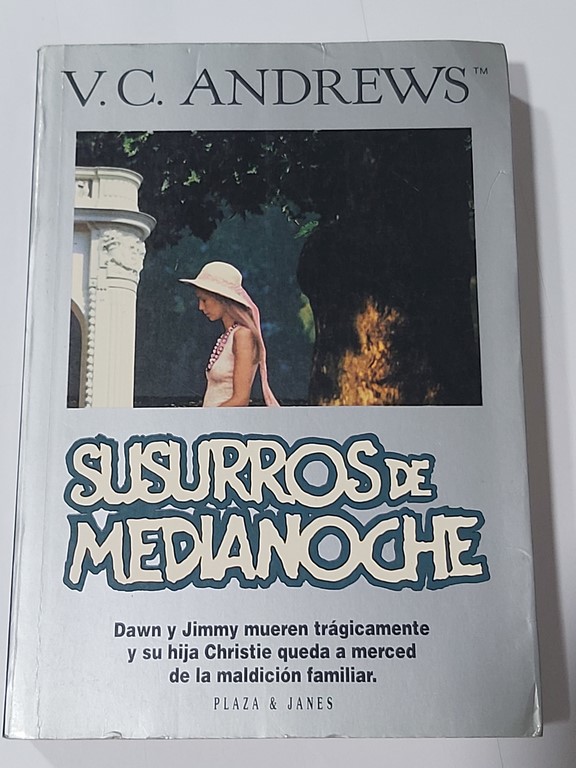 V.C. ANDREWS™
SUSURROS DE
MEDIANOCHE
Dawn y Jimmy mueren trágicamente
y su hija Christie queda a merced
de la maldición familiar.
PLAZA & JANES